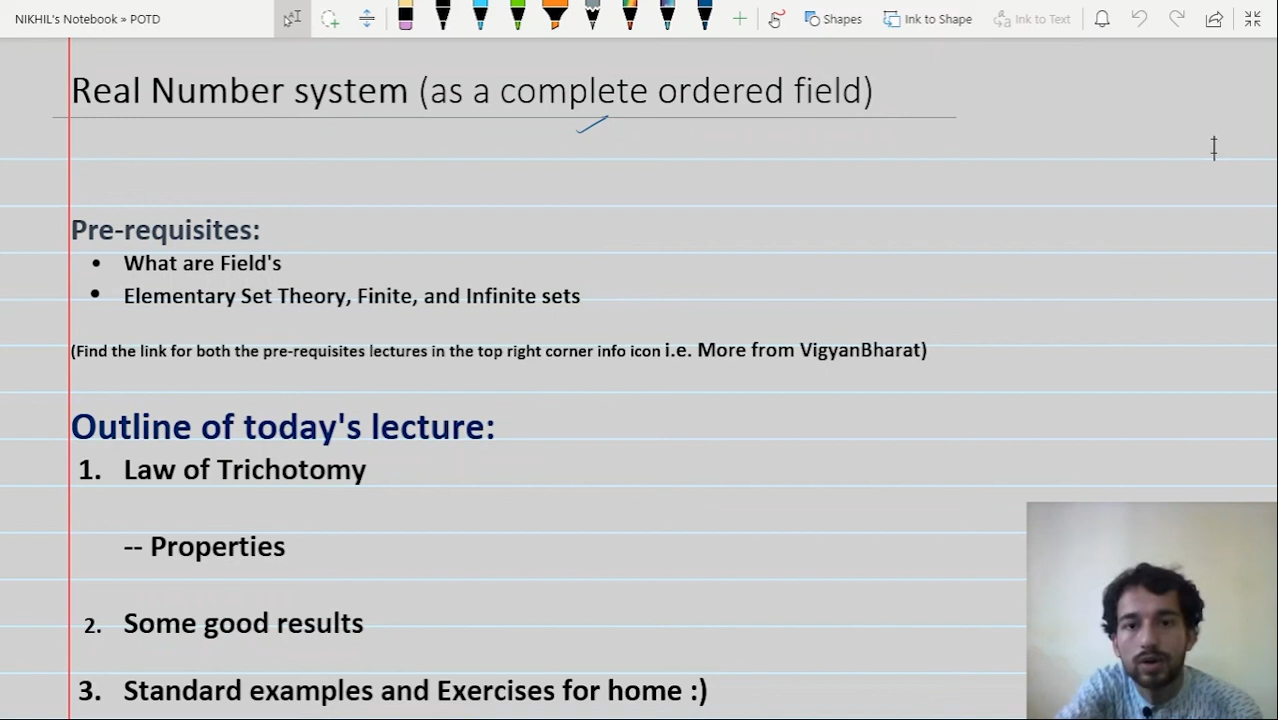 NIKHIL's Notebook » POTD
Shapes
Ink to Shape
Ink to Text
Real Number system (as a complete ordered field)
Pre-requisites:
• What are Field's
• Elementary Set Theory, Finite, and Infinite sets
(Find the link for both the pre-requisites lectures in the top right corner info icon i.e. More from VigyanBharat)
Outline of today's lecture:
1. Law of Trichotomy
-- Properties
2. Some good results
3. Standard examples and Exercises for home :)